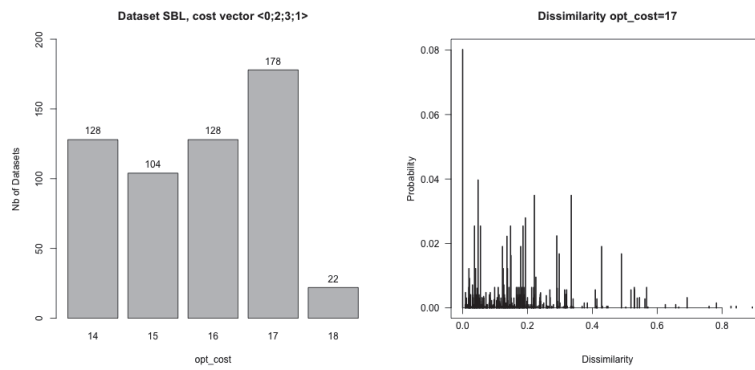 Dataset SBL, cost vector <0;2;3;1>
Nb of Datasets
200
150
100
50
0
128
104
128
178
22
14 15 16 17 18
opt_cost
Dissimilarity opt_cost=17
Probability
0.08
0.06
0.04
0.02
0.00
0.0 0.2 0.4 0.6 0.8
Dissimilarity